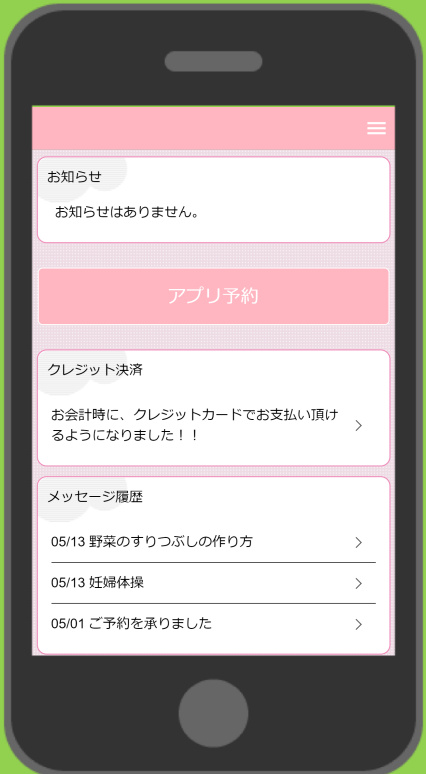 お知らせ
お知らせはありません。
アプリ予約
クレジット決済
お会計時に、クレジットカードでお支払い頂け
るようになりました！！
メッセージ履歴
05/13 野菜のすりつぶしの作り方
05/13 妊婦体操
05/01 ご予約を承りました